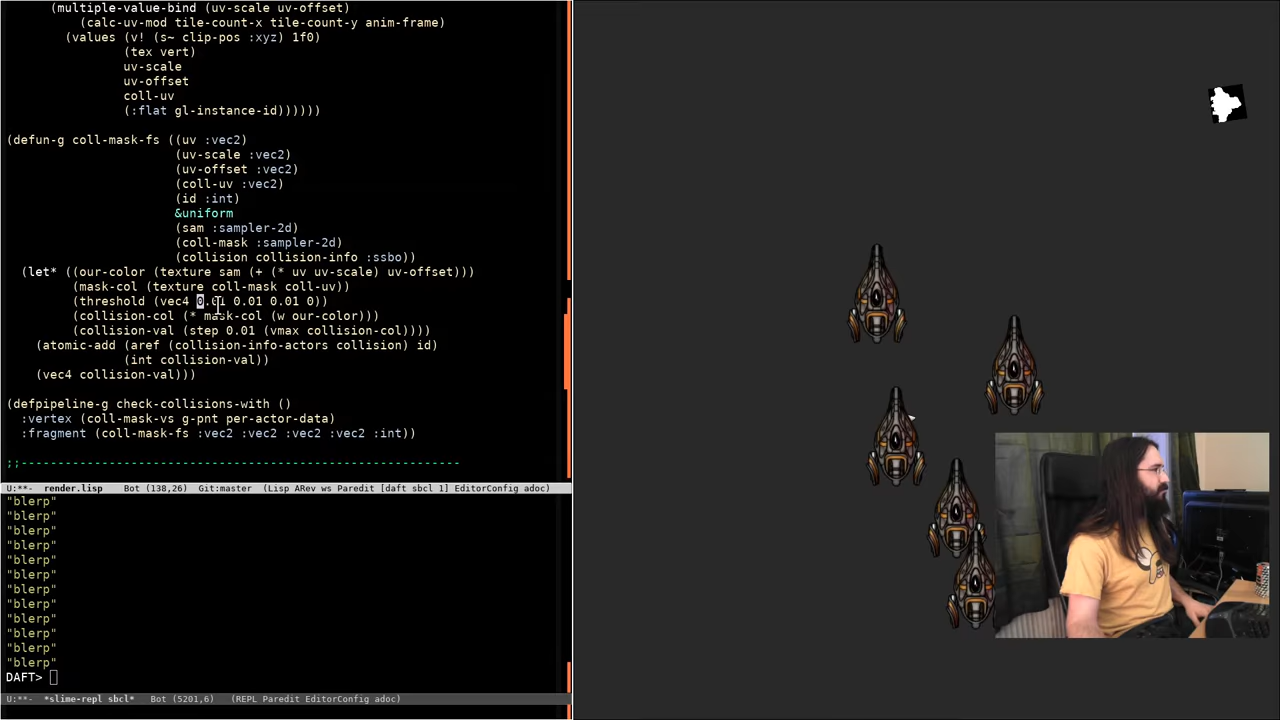 (multiple-value-bind (uv-scale uv-offset)
(calc-uv-mod tile-count-x tile-count-y anim-frame)
(values (v! (s~ clip-pos :xyz) 1f0)
(tex vert)
uv-scale
uv-offset
coll-uv
(:flat gl-instance-id))))))
(defun-g coll-mask-fs ((uv :vec2)
(uv-scale :vec2)
(uv-offset :vec2)
(coll-uv :vec2)
(id :int)
&uniform
(sam :sampler-2d)
(coll-mask :sampler-2d)
(collision collision-info :ssbo))
(let* ((our-color (texture sam (+ (* uv uv-scale) uv-offset)))
(mask-col (texture coll-mask coll-uv))
(threshold (vec4 0.01 0.01 0.01 0))
(collision-col (* mask-col (w our-color)))
(collision-val (step 0.01 (vmax collision-col))))
(atomic-add (aref (collision-info-actors collision) id)
(int collision-val))
(vec4 collision-val)))
(defpipeline-g check-collisions-with ()
:vertex (coll-mask-vs g-pnt per-actor-data)
:fragment (coll-mask-fs :vec2 :vec2 :vec2 :vec2 :int))
;;------------------------------------------------------------
U:**-  render.lisp    Bot (138,26)  Git:master  (Lisp ARev ws Paredit [daft sbcl 1] EditorConfig adoc)
"blerp"
"blerp"
"blerp"
"blerp"
"blerp"
"blerp"
"blerp"
"blerp"
"blerp"
"blerp"
"blerp"
"blerp"
DAFT>
U:**-  *slime-repl sbcl*   Bot (5201,6)   (REPL Paredit EditorConfig adoc)